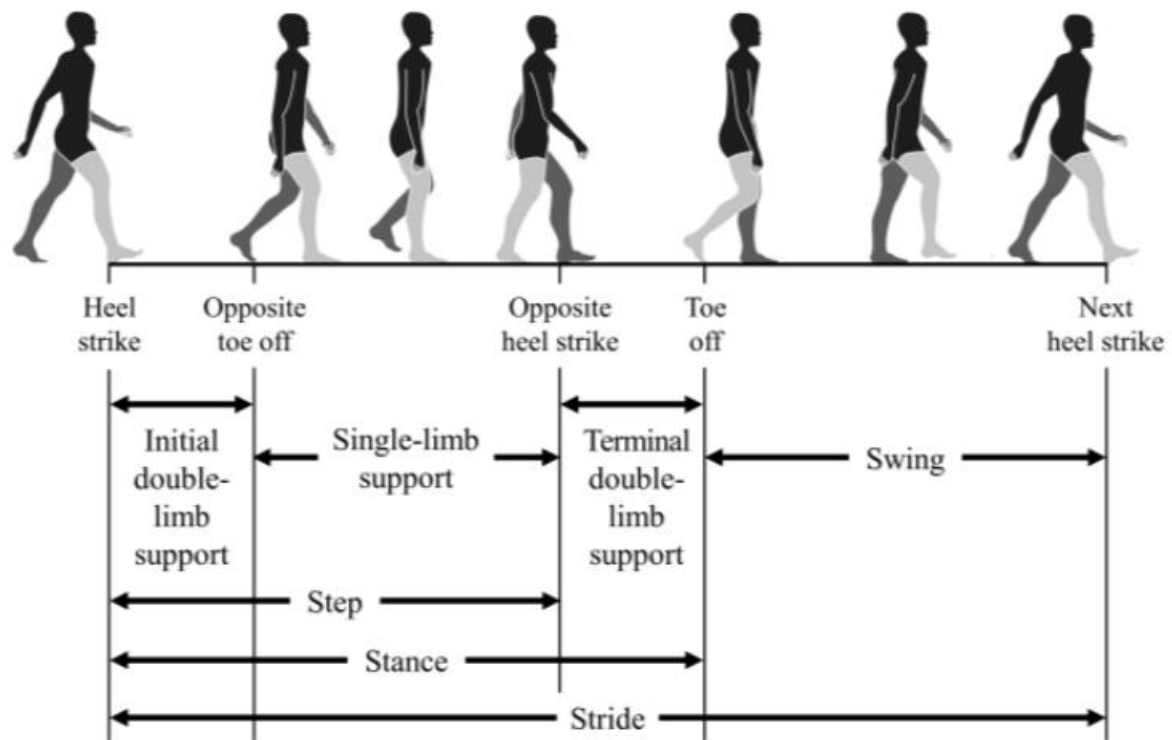 Heel
strike
Opposite
toe off
Opposite
heel strike
Toe
off
Next
heel strike
Initial
double-
limb
support
Single-limb
support
Terminal
double-
limb
support
Swing
Step
Stance
Stride